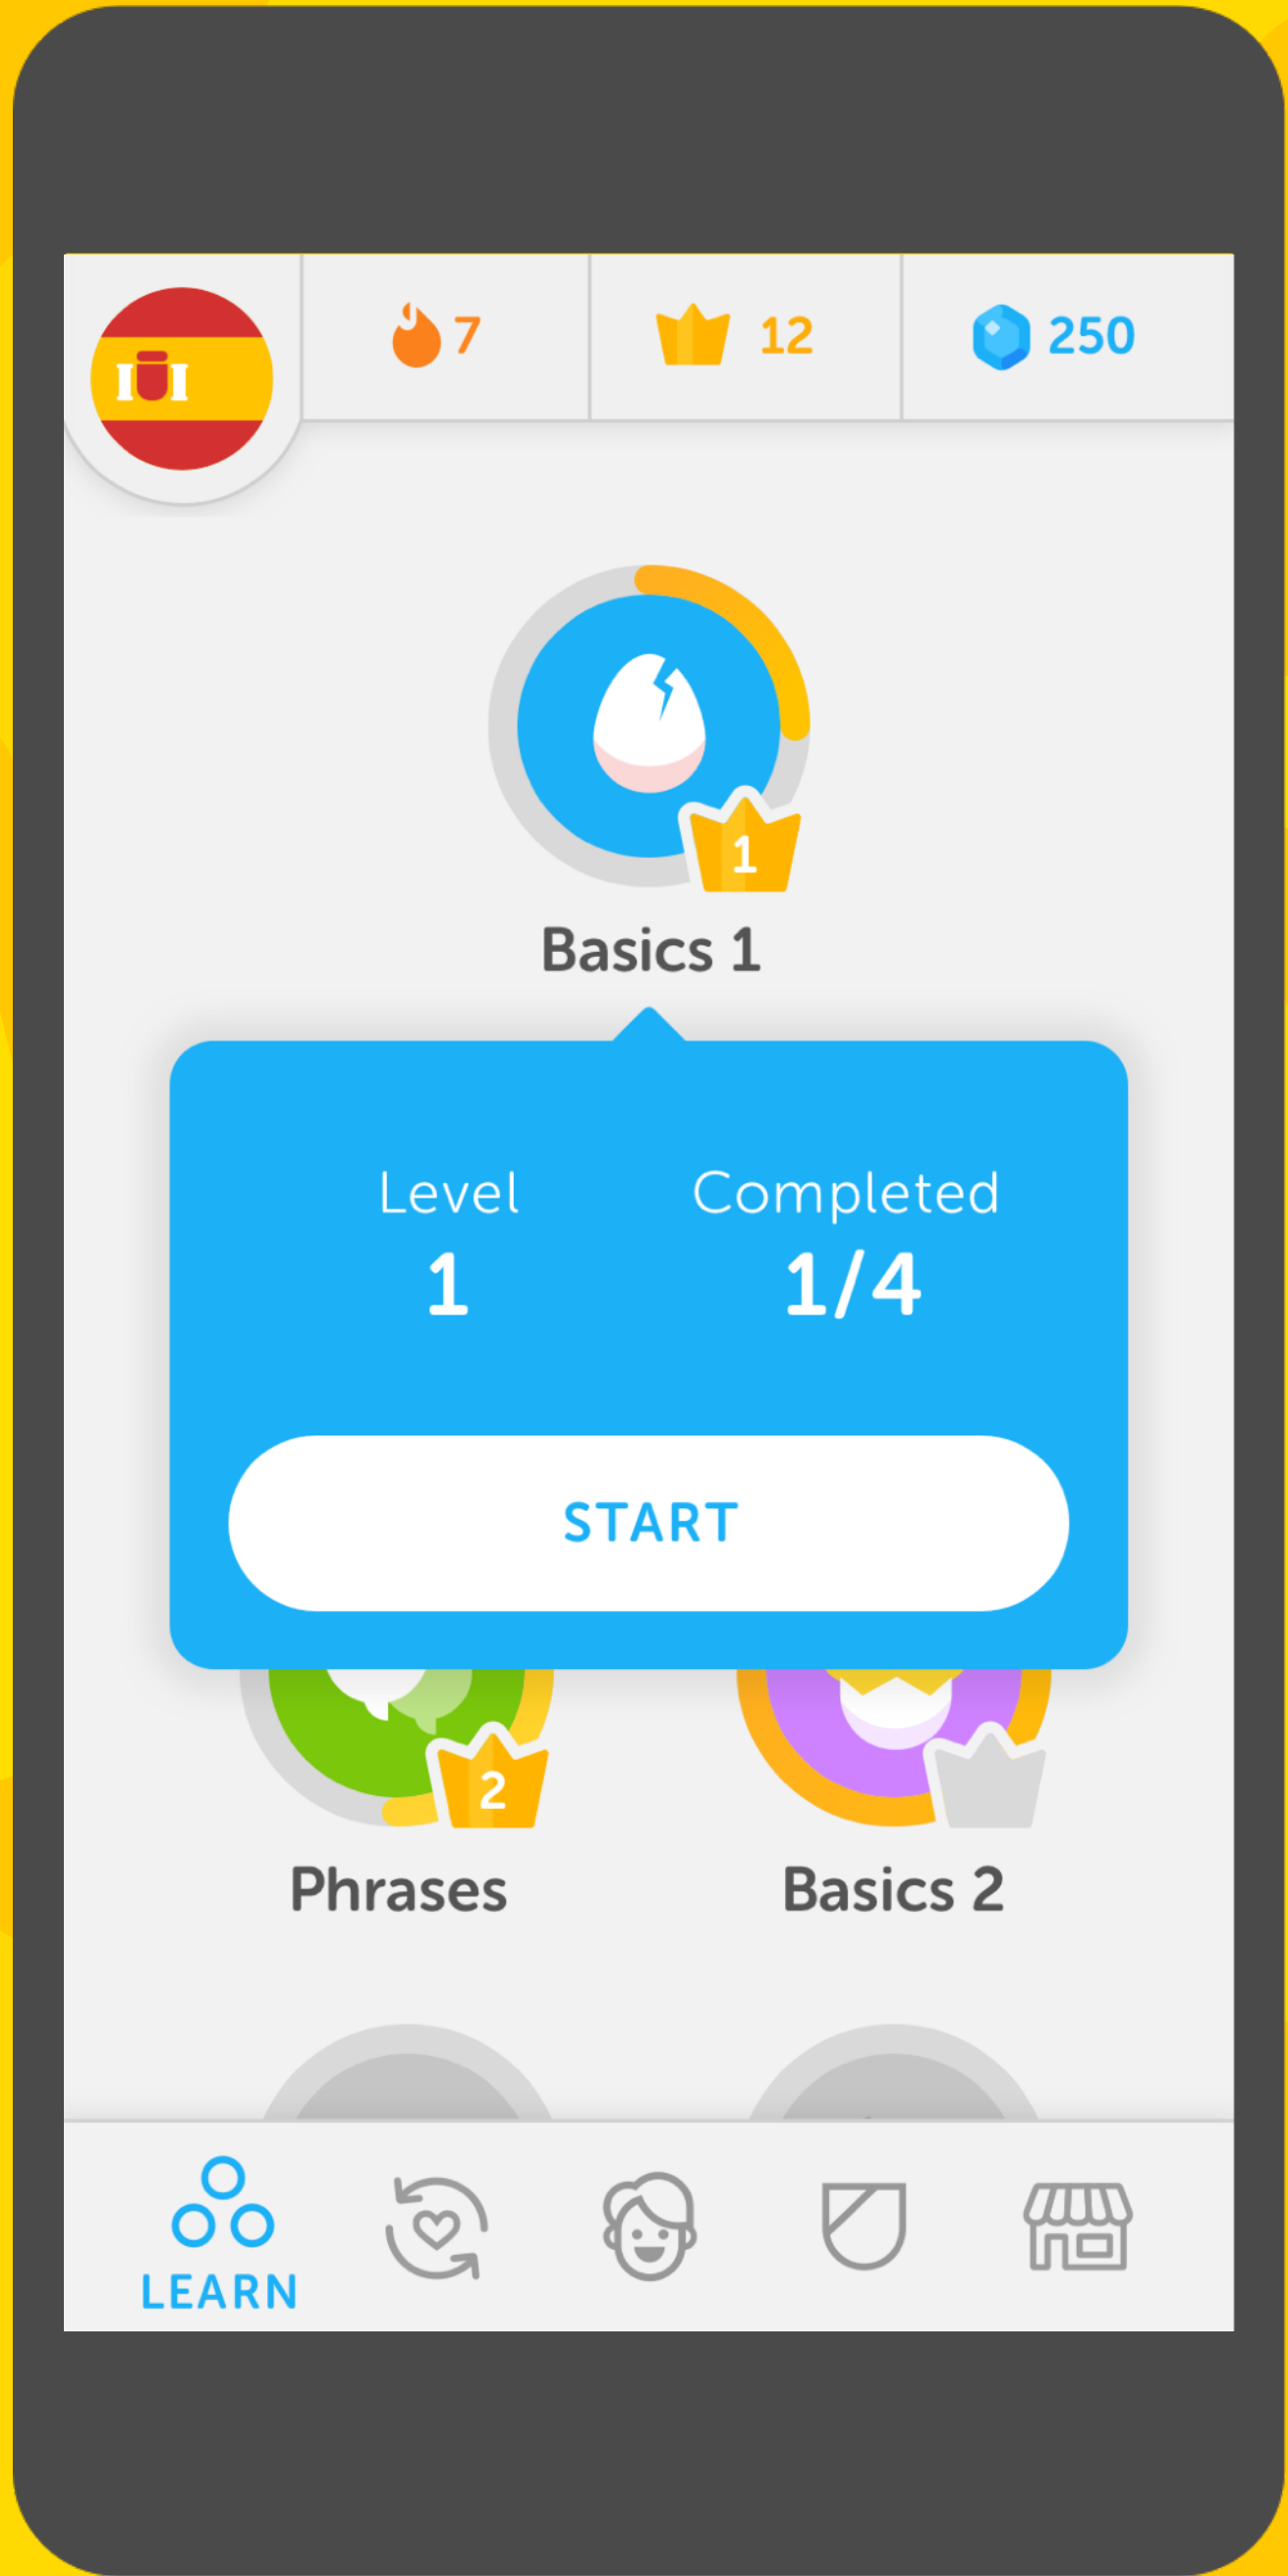 7 12 250
1
Basics 1
Level Completed
1 1/4
START
2
Phrases Basics 2
LEARN